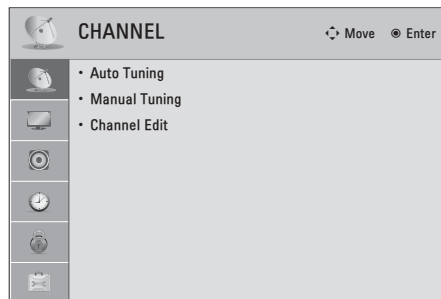 CHANNEL
Move Enter
• Auto Tuning
• Manual Tuning
• Channel Edit